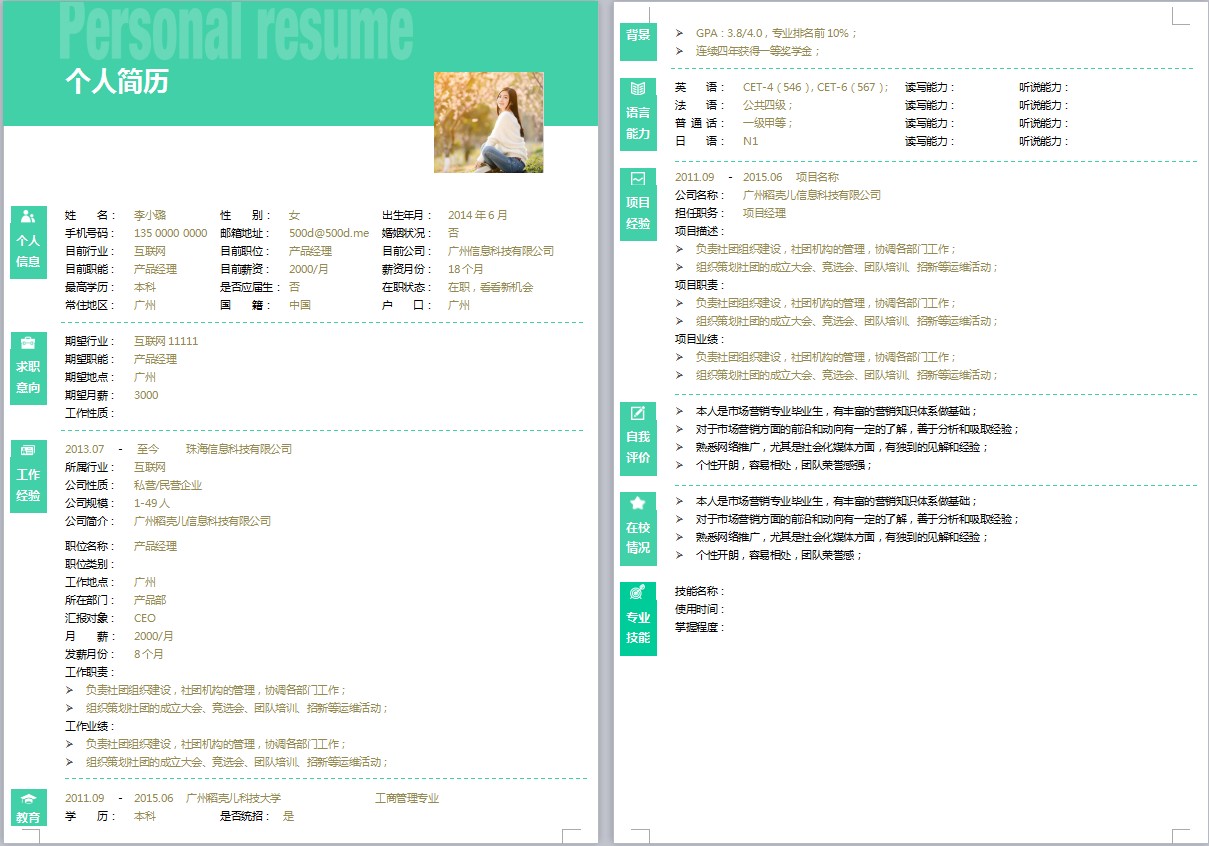 Personal resume
个人简历
个人
信息
姓 名： 李小璐 性 别： 女 出生年月： 2014年6月
手机号码： 135 0000 0000 邮箱地址： 500d@500d.me 婚姻状况： 否
目前行业： 互联网 目前职位： 产品经理 目前公司： 广州信息科技有限公司
目前职能： 产品经理 目前薪资： 2000/月 薪资月份： 18个月
最高学历： 本科 是否应届生： 否 在职状态： 在职，看看新机会
常住地区： 广州 国 籍： 中国 户 口： 广州
求职
意向
期望行业： 互联网11111
期望职能： 产品经理
期望地点： 广州
期望月薪： 3000
工作性质：
工作
经验
2013.07 - 至今 珠海信息科技有限公司
所属行业： 互联网
公司性质： 私营/民营企业
公司规模： 1-49人
公司简介： 广州稻壳儿信息科技有限公司
职位名称： 产品经理
职位类别：
工作地点： 广州
所在部门： 产品部
汇报对象： CEO
月 薪： 2000/月
发薪月份： 8个月
工作职责：
➢ 负责社团组织建设，社团机构的管理，协调各部门工作；
➢ 组织策划社团的成立大会、竞选会、团队培训、招新等运维活动；
工作业绩：
➢ 负责社团组织建设，社团机构的管理，协调各部门工作；
➢ 组织策划社团的成立大会、竞选会、团队培训、招新等运维活动；
教育
2011.09 - 2015.06 广州稻壳儿科技大学 工商管理专业
学 历： 本科 是否统招： 是
背景
➢ GPA：3.8/4.0，专业排名前10%；
➢ 连续四年获得一等奖学金；
语言
能力
英 语： CET-4（546），CET-6（567）； 读写能力： 听说能力：
法 语： 公共四级； 读写能力： 听说能力：
普 通 话： 一级甲等； 读写能力： 听说能力：
日 语： N1 读写能力： 听说能力：
项目
经验
2011.09 - 2015.06 项目名称
公司名称： 广州稻壳儿信息科技有限公司
担任职务： 项目经理
项目描述：
➢ 负责社团组织建设，社团机构的管理，协调各部门工作；
➢ 组织策划社团的成立大会、竞选会、团队培训、招新等运维活动；
项目职责：
➢ 负责社团组织建设，社团机构的管理，协调各部门工作；
➢ 组织策划社团的成立大会、竞选会、团队培训、招新等运维活动；
项目业绩：
➢ 负责社团组织建设，社团机构的管理，协调各部门工作；
➢ 组织策划社团的成立大会、竞选会、团队培训、招新等运维活动；
自我
评价
➢ 本人是市场营销专业毕业生，有丰富的营销知识体系做基础；
➢ 对于市场营销方面的前沿和动向有一定的了解，善于分析和吸取经验；
➢ 熟悉网络推广，尤其是社会化媒体方面，有独到的见解和经验；
➢ 个性开朗，容易相处，团队荣誉感强；
在校
情况
➢ 本人是市场营销专业毕业生，有丰富的营销知识体系做基础；
➢ 对于市场营销方面的前沿和动向有一定的了解，善于分析和吸取经验；
➢ 熟悉网络推广，尤其是社会化媒体方面，有独到的见解和经验；
➢ 个性开朗，容易相处，团队荣誉感；
专业
技能
技能名称：
使用时间：
掌握程度：